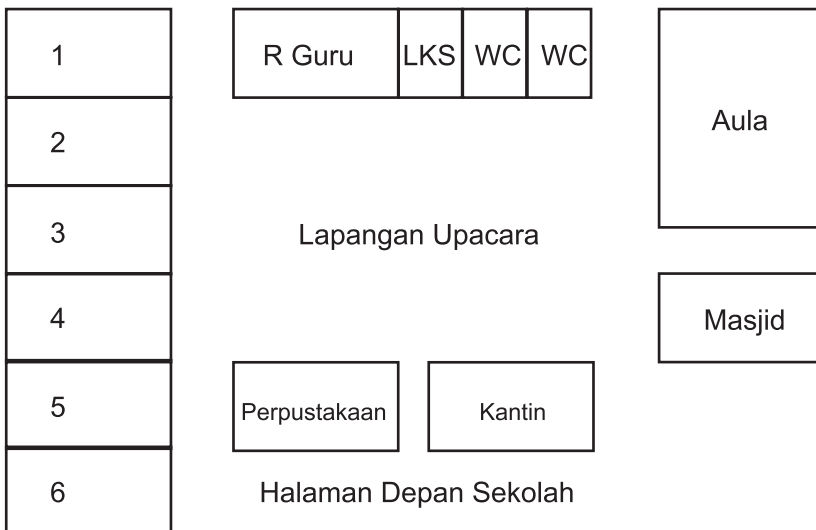 1
R Guru
LKS
WC
WC
Aula
2
3
Lapangan Upacara
4
Masjid
5
Perpustakaan
Kantin
6
Halaman Depan Sekolah